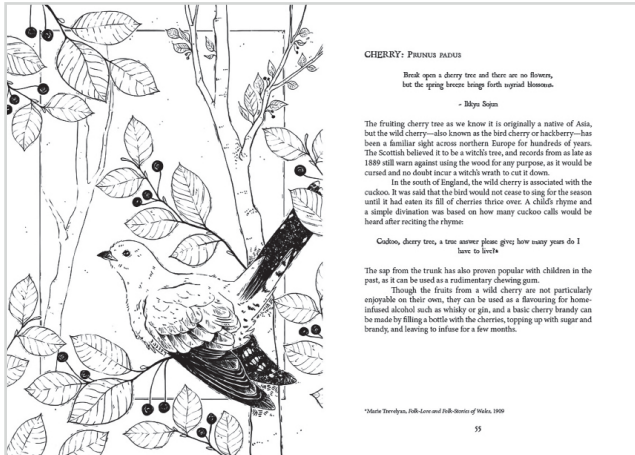 CHERRY: PRUNUS PADUS
Break open a cherry tree and there are no flowers,
but the spring breeze brings forth myriad blossoms.
~ Ikkyu Sojun
The fruiting cherry tree as we know it is originally a native of Asia,
but the wild cherry—also known as the bird cherry or hackberry—has
been a familiar sight across northern Europe for hundreds of years.
The Scottish believed it to be a witch's tree, and records from as late as
1889 still warn against using the wood for any purpose, as it would be
cursed and no doubt incur a witch's wrath to cut it down.
In the south of England, the wild cherry is associated with the
cuckoo. It was said that the bird would not cease to sing for the season
until it had eaten its fill of cherries thrice over. A child's rhyme and
a simple divination was based on how many cuckoo calls would be
heard after reciting the rhyme:
Cuckoo, cherry tree, a true answer please give; how many years do I
have to live?*
The sap from the trunk has also proven popular with children in the
past, as it can be used as a rudimentary chewing gum.
Though the fruits from a wild cherry are not particularly
enjoyable on their own, they can be used as a flavouring for home-
infused alcohol such as whisky or gin, and a basic cherry brandy can
be made by filling a bottle with the cherries, topping up with sugar and
brandy, and leaving to infuse for a few months.
*Marie Trevelyan, Folk-Lore and Folk-Stories of Wales, 1909
55